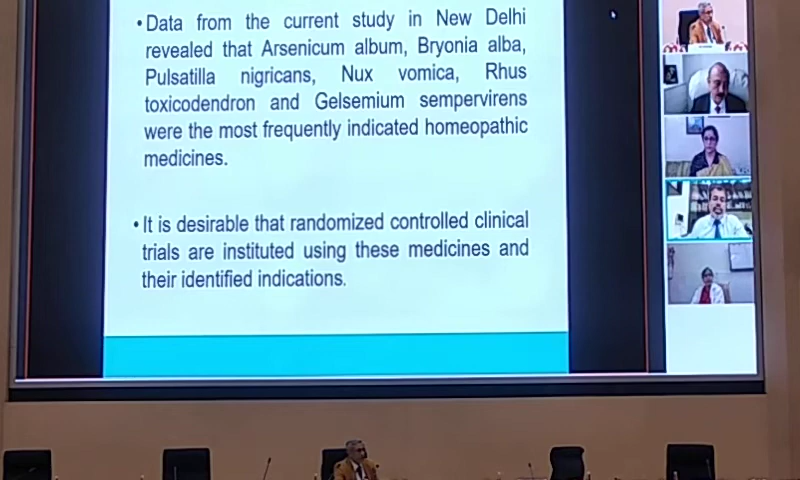 •Data from the current study in New Delhi
revealed that Arsenicum album, Bryonia alba,
Pulsatilla nigricans, Nux vomica, Rhus
toxicodendron and Gelsemium sempervirens
were the most frequently indicated homeopathic
medicines.
•It is desirable that randomized controlled clinical
trials are instituted using these medicines and
their identified indications.